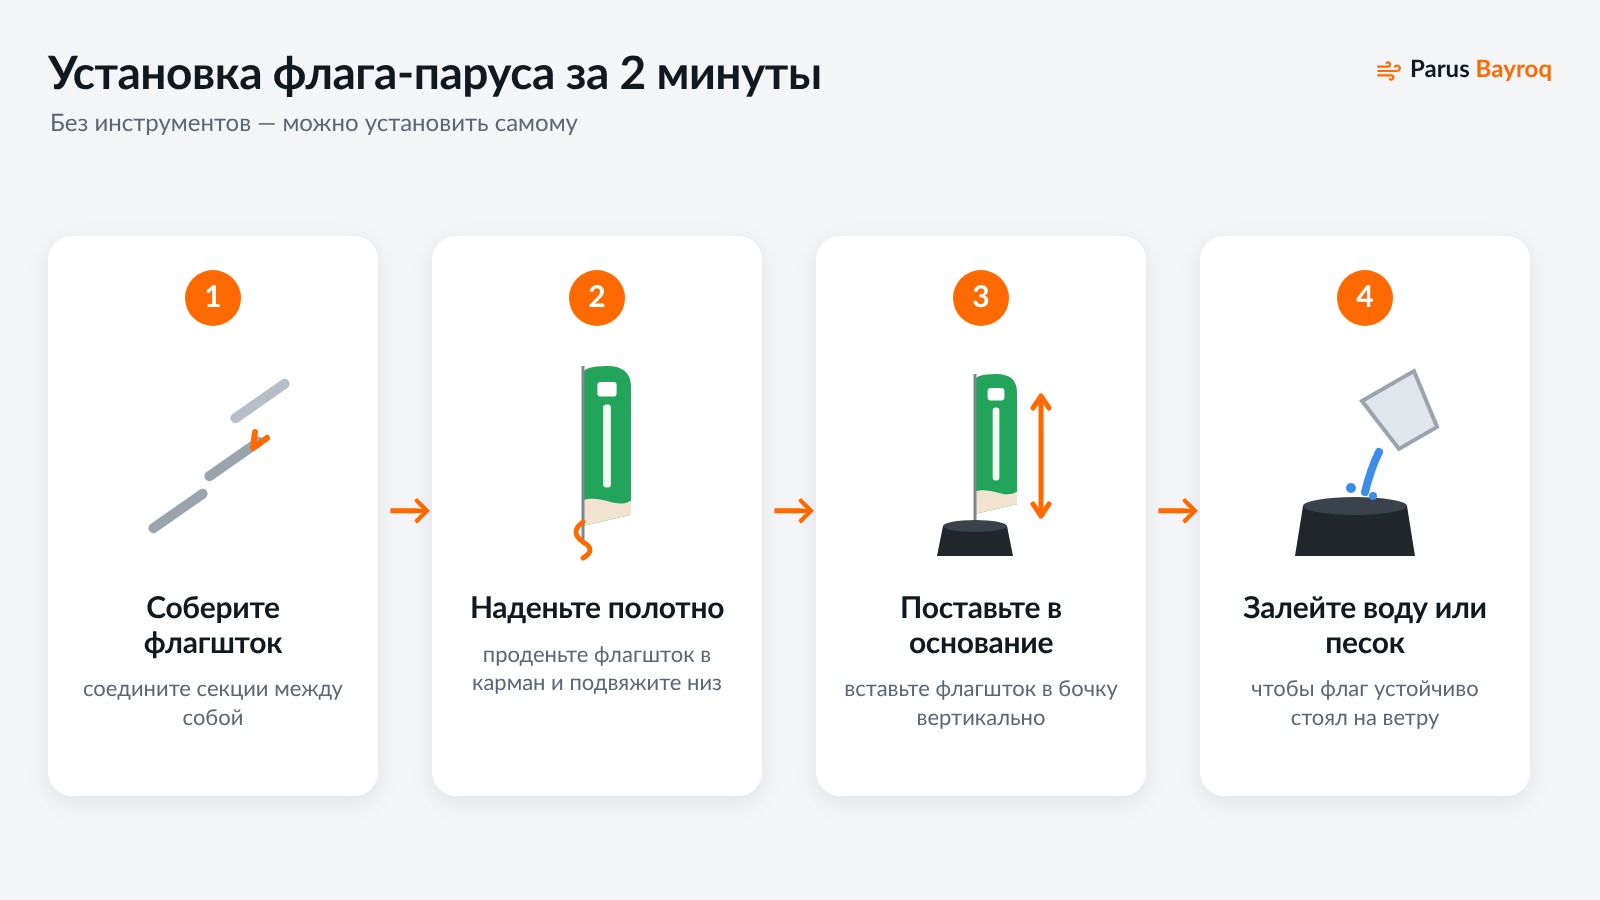 Установка флага-паруса за 2 минуты
Parus Bayroq
Без инструментов — можно установить самому
1
Соберите
флагшток
соедините секции между
собой
2
Наденьте полотно
проденьте флагшток в
карман и подвяжите низ
3
Поставьте в
основание
вставьте флагшток в бочку
вертикально
4
Залейте воду или
песок
чтобы флаг устойчиво
стоял на ветру